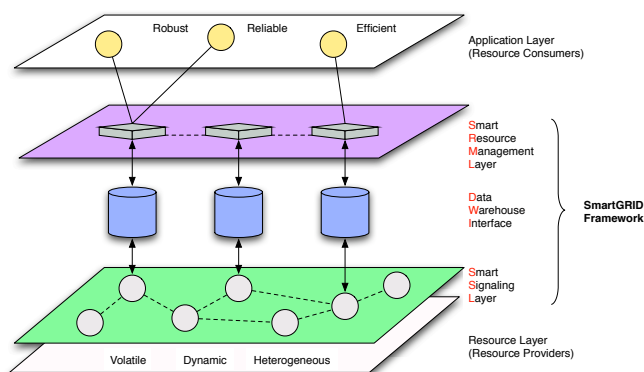 Robust Reliable Efficient
Application Layer
(Resource Consumers)
Smart
Resource
Management
Layer
Data
Warehouse
Interface
SmartGRID
Framework
Smart
Signaling
Layer
Resource Layer
(Resource Providers)
Volatile Dynamic Heterogeneous